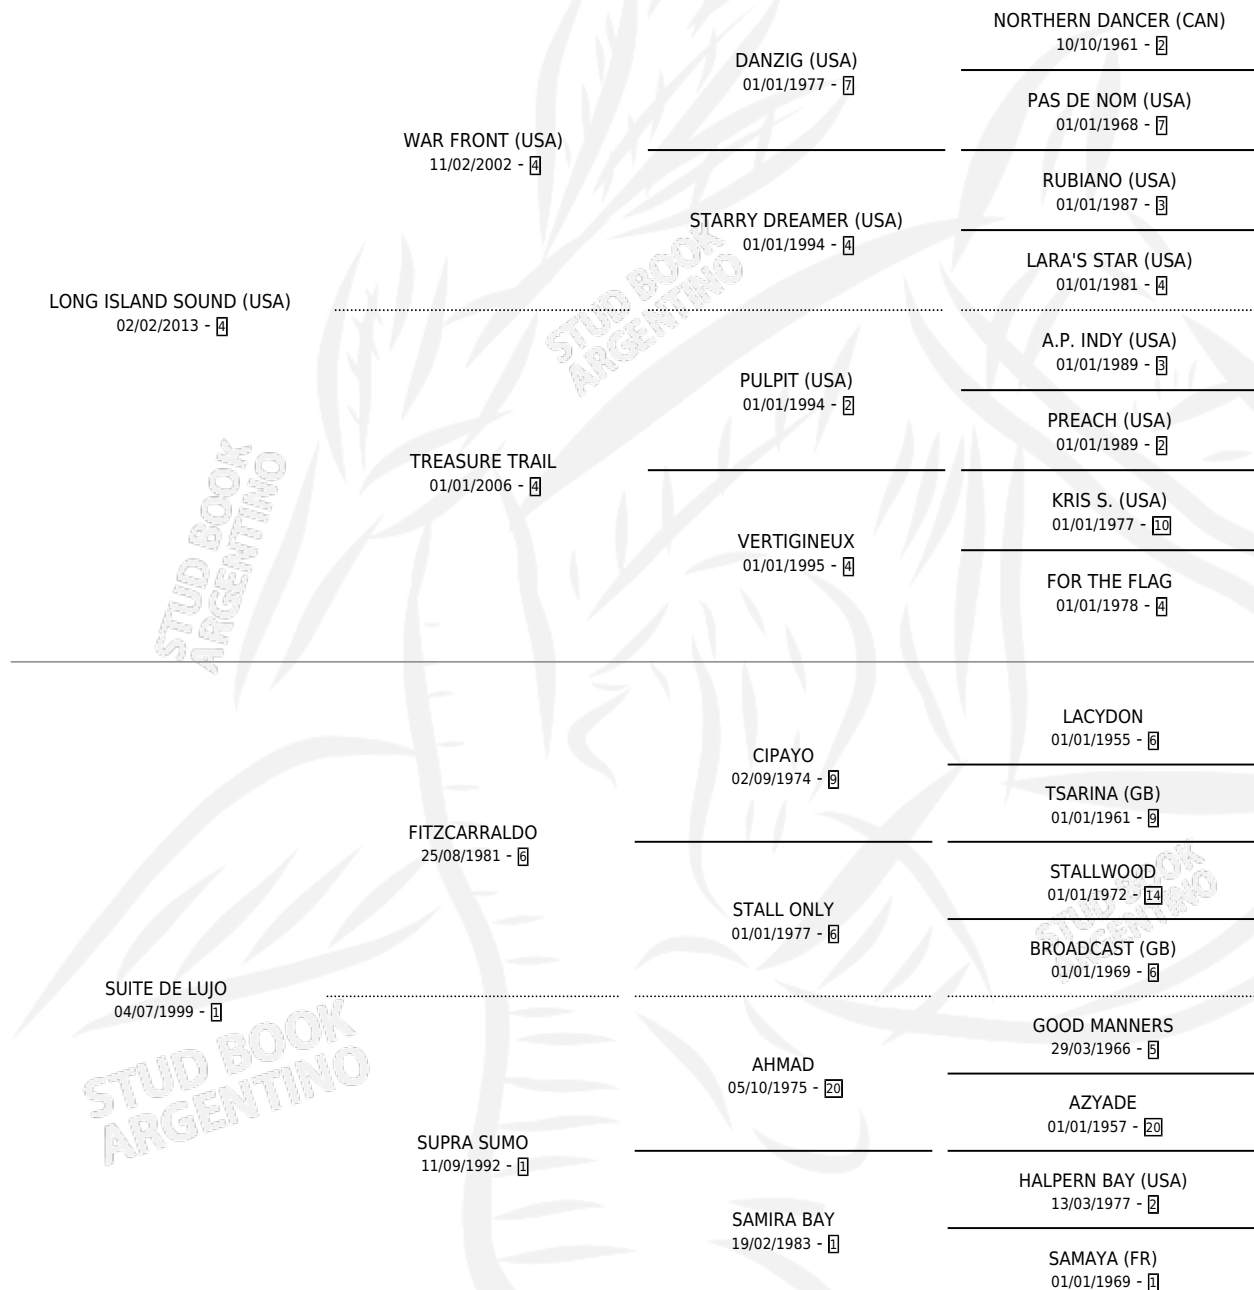 NORTHERN DANCER (CAN)
10/10/1961 - 2
DANZIG (USA)
01/01/1977 - 7
PAS DE NOM (USA)
01/01/1968 - 7
WAR FRONT (USA)
11/02/2002 - 4
RUBIANO (USA)
01/01/1987 - 3
STARRY DREAMER (USA)
01/01/1994 - 4
LARA'S STAR (USA)
01/01/1981 - 4
LONG ISLAND SOUND (USA)
02/02/2013 - 4
A.P. INDY (USA)
01/01/1989 - 3
PULPIT (USA)
01/01/1994 - 2
PREACH (USA)
01/01/1989 - 2
TREASURE TRAIL
01/01/2006 - 4
KRIS S. (USA)
01/01/1977 - 10
VERTIGINEUX
01/01/1995 - 4
FOR THE FLAG
01/01/1978 - 4
LACYDON
01/01/1955 - 6
CIPAYO
02/09/1974 - 9
TSARINA (GB)
01/01/1961 - 9
FITZCARRALDO
25/08/1981 - 6
STALLWOOD
01/01/1972 - 14
STALL ONLY
01/01/1977 - 6
BROADCAST (GB)
01/01/1969 - 6
SUITE DE LUJO
04/07/1999 - 1
GOOD MANNERS
29/03/1966 - 5
AHMAD
05/10/1975 - 20
AZYADE
01/01/1957 - 20
SUPRA SUMO
11/09/1992 - 1
HALPERN BAY (USA)
13/03/1977 - 2
SAMIRA BAY
19/02/1983 - 1
SAMAYA (FR)
01/01/1969 - 1
STUD BOOK
ARGENTINO
STUD BOOK
ARGENTINO
STUD BOOK
ARGENTINO
STUD BOOK
ARGENTINO